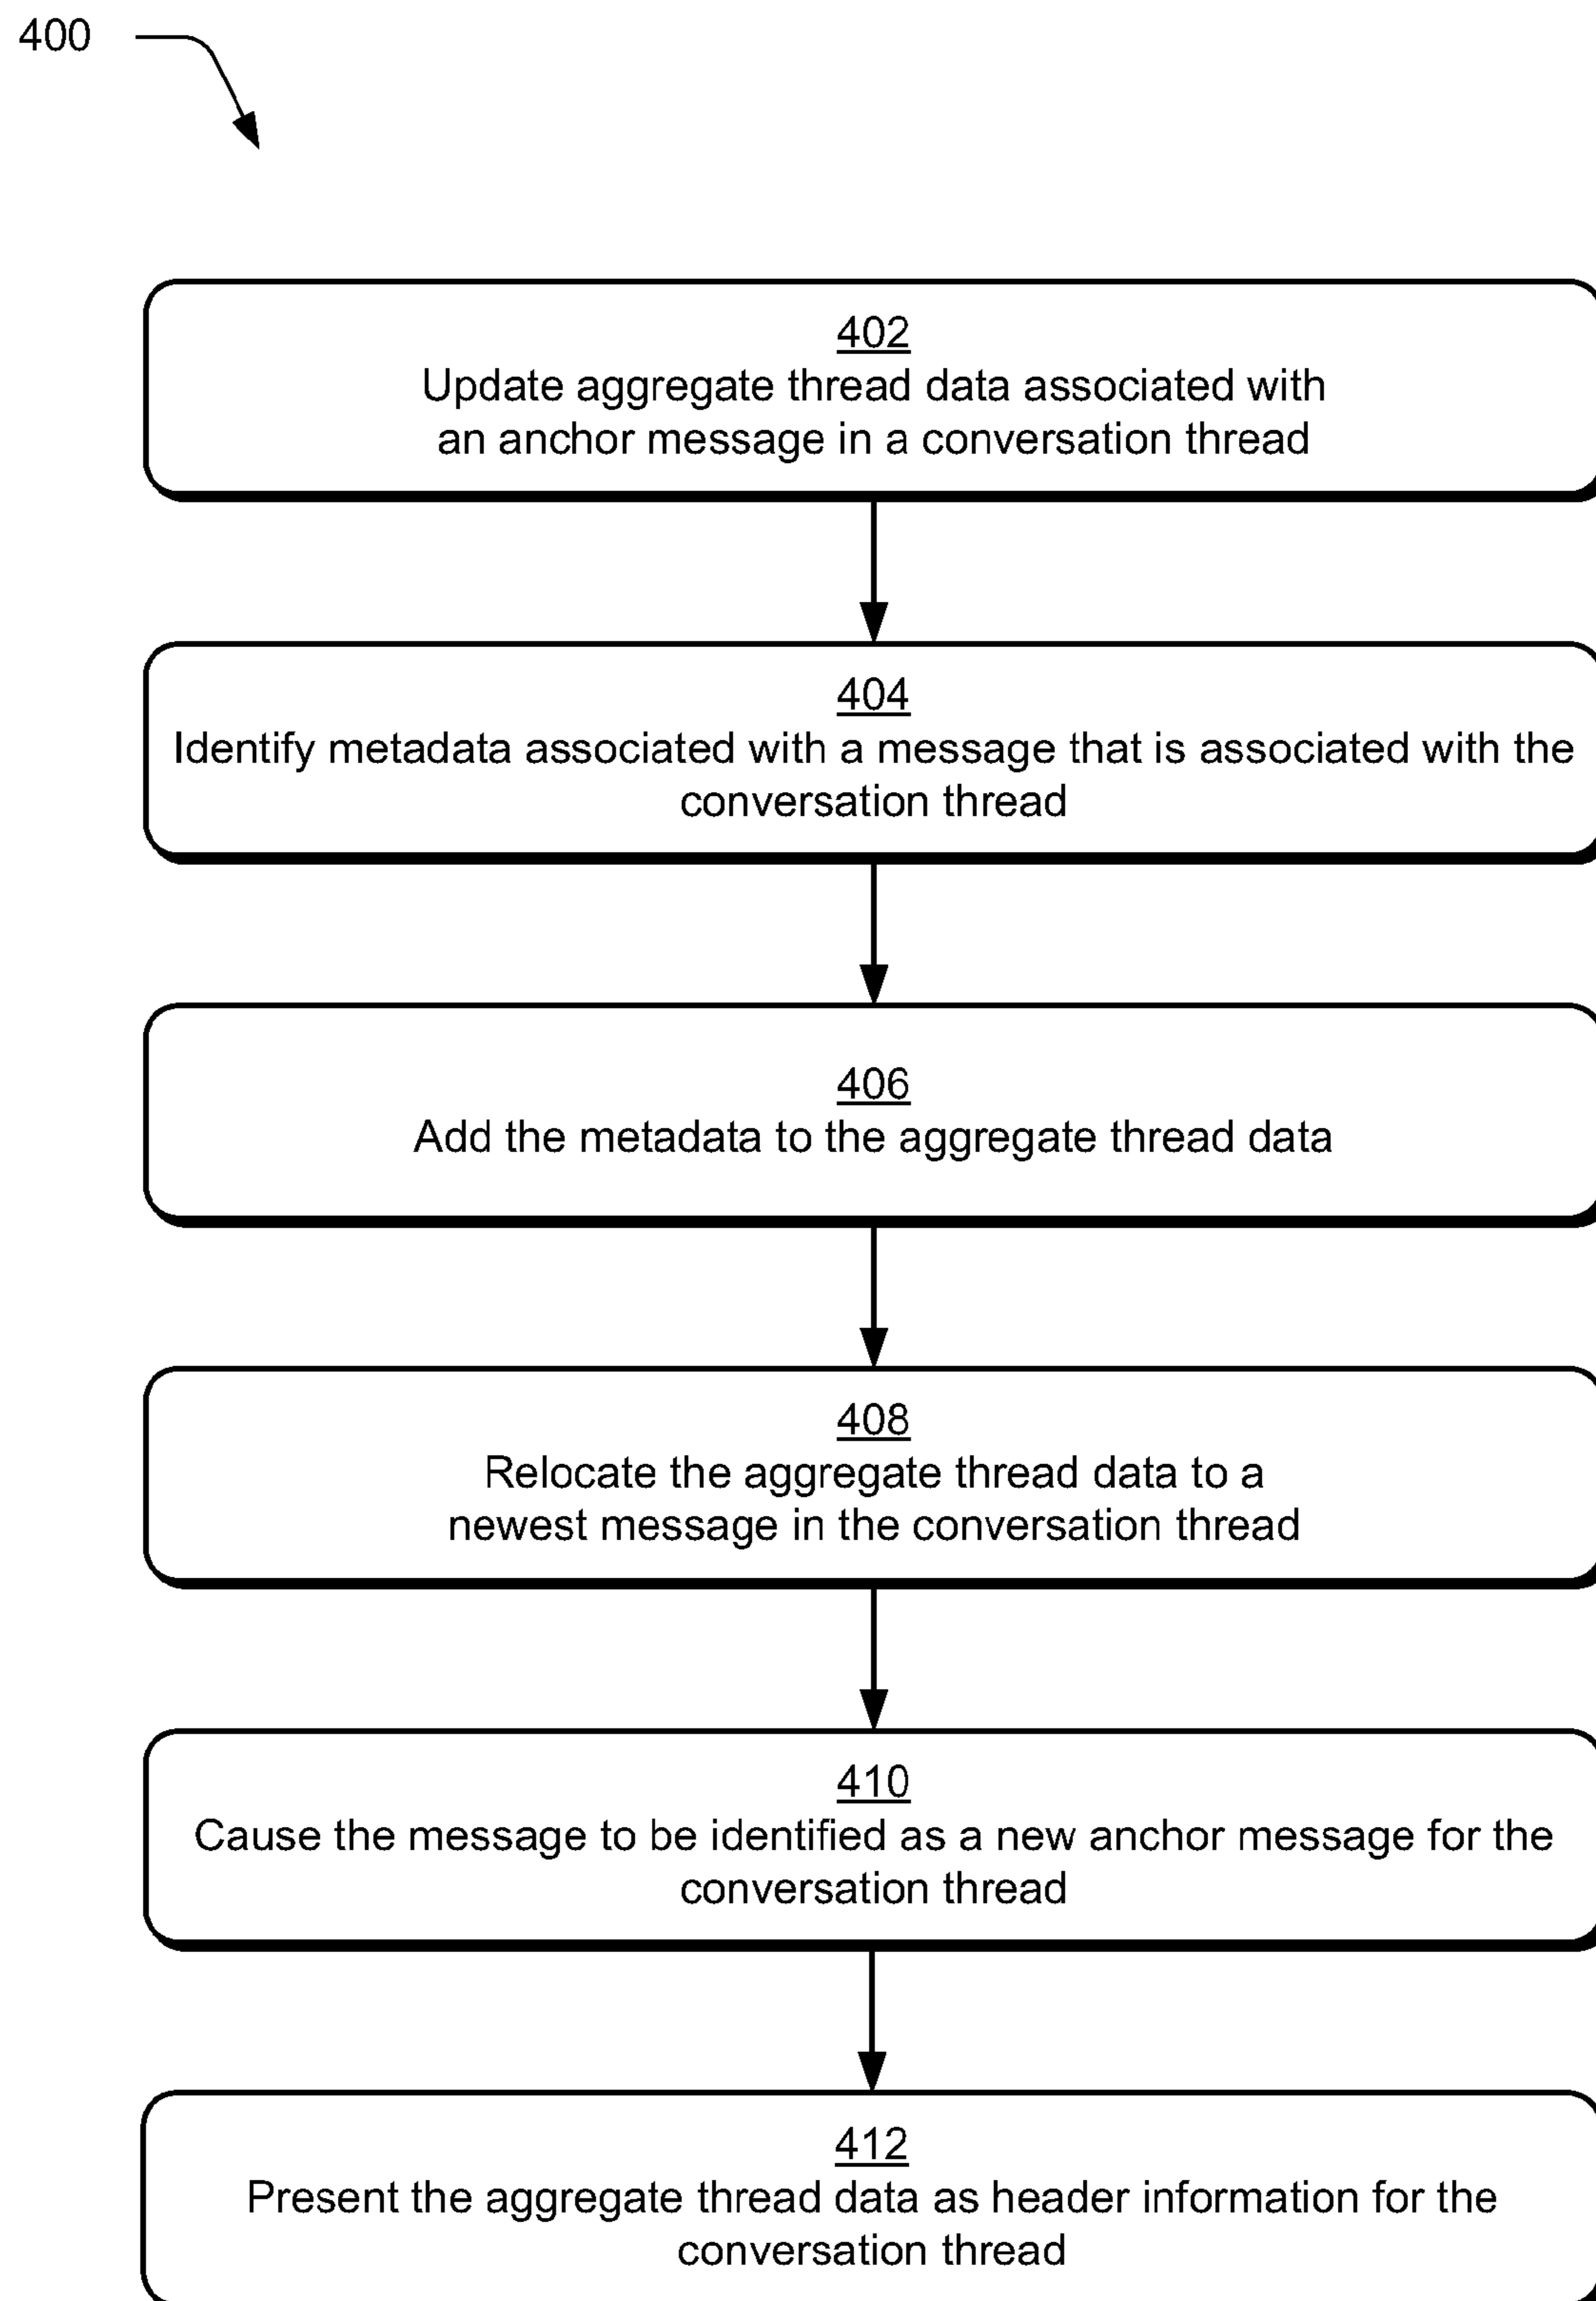 400
402
Update aggregate thread data associated with
an anchor message in a conversation thread
404
Identify metadata associated with a message that is associated with the
conversation thread
406
Add the metadata to the aggregate thread data
408
Relocate the aggregate thread data to a
newest message in the conversation thread
410
Cause the message to be identified as a new anchor message for the
conversation thread
412
Present the aggregate thread data as header information for the
conversation thread